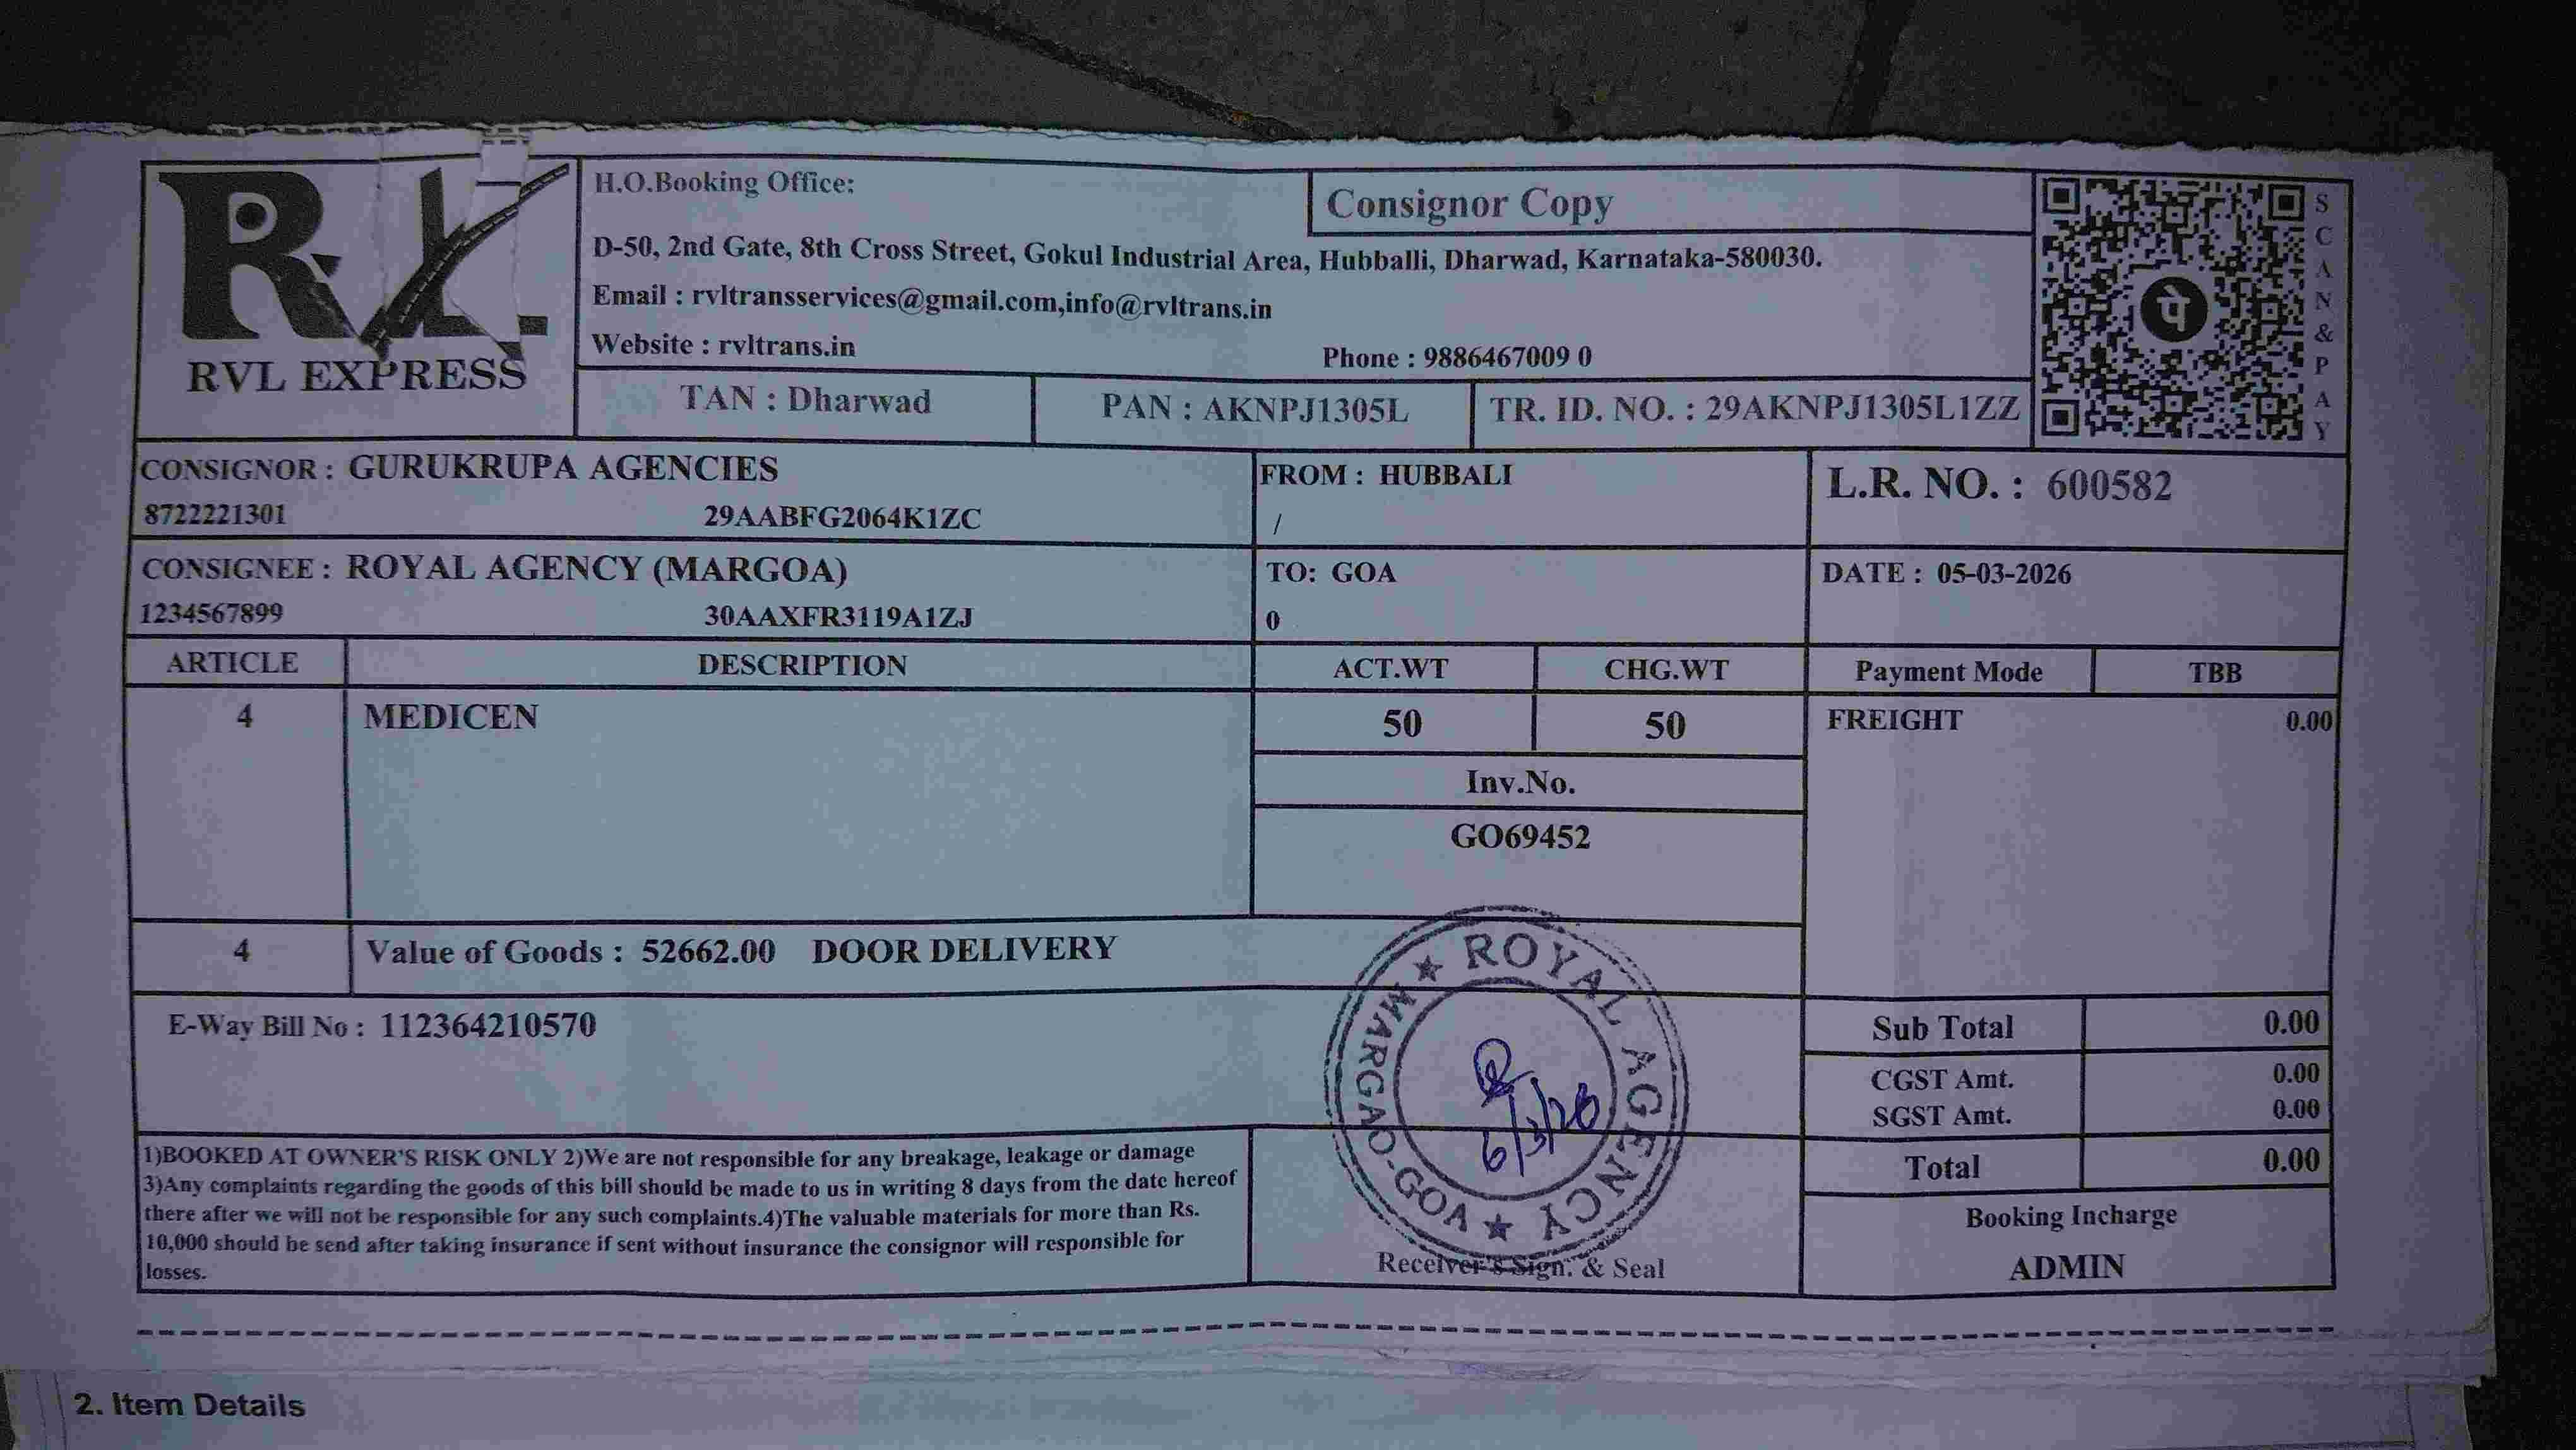 RVL EXPRESS
H.O.Booking Office:
Consignor Copy
D-50, 2nd Gate, 8th Cross Street, Gokul Industrial Area, Hubballi, Dharwad, Karnataka-580030.
Email : rvltransservices@gmail.com,info@rvltrans.in
Website : rvltrans.in Phone : 9886467009 0
TAN : Dharwad PAN : AKNPJ1305L TR. ID. NO. : 29AKNPJ1305L1ZZ
SCAN & PAY
पे
CONSIGNOR : GURUKRUPA AGENCIES
8722221301 29AABFG2064K1ZC
FROM : HUBBALI
/
L.R. NO. : 600582
CONSIGNEE : ROYAL AGENCY (MARGOA)
1234567899 30AAXFR3119A1ZJ
TO: GOA
0
DATE : 05-03-2026
ARTICLE DESCRIPTION ACT.WT CHG.WT Payment Mode TBB
4 MEDICEN 50 50 FREIGHT 0.00
Inv.No.
GO69452
4 Value of Goods : 52662.00 DOOR DELIVERY
E-Way Bill No : 112364210570
Sub Total 0.00
CGST Amt. 0.00
SGST Amt. 0.00
Total 0.00
Booking Incharge
ADMIN
1)BOOKED AT OWNER'S RISK ONLY 2)We are not responsible for any breakage, leakage or damage
3)Any complaints regarding the goods of this bill should be made to us in writing 8 days from the date hereof
there after we will not be responsible for any such complaints.4)The valuable materials for more than Rs.
10,000 should be send after taking insurance if sent without insurance the consignor will responsible for
losses.
★ ROYAL AGENCY ★ MARGAO-GOA
6/3/26
Receiver's Sign. & Seal
2. Item Details